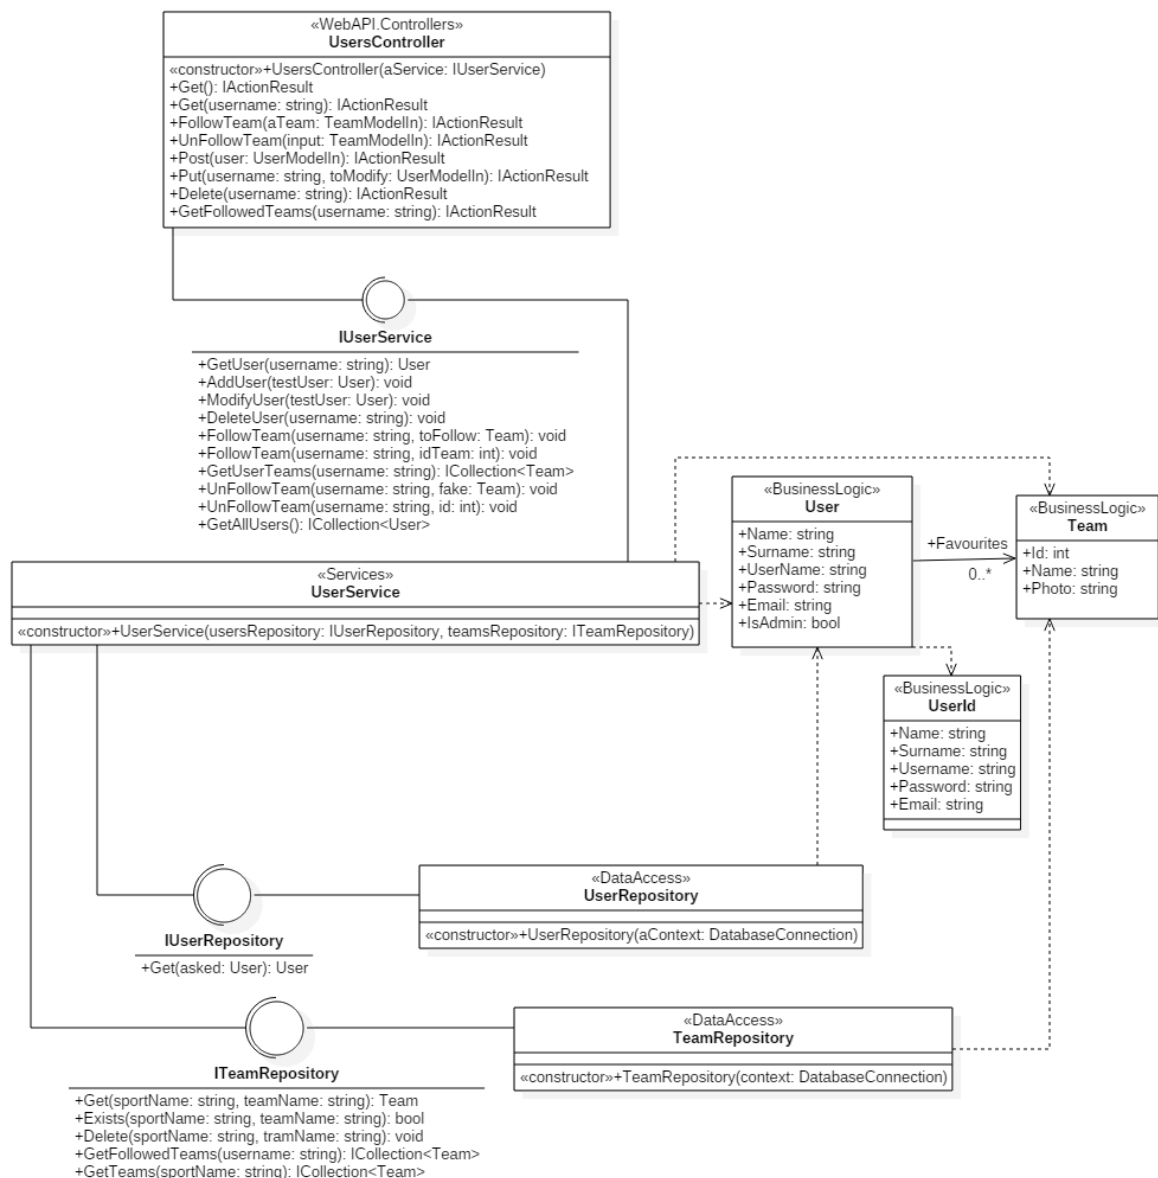 «WebAPI.Controllers»
UsersController
«constructor»+UsersController(aService: IUserService)
+Get(): IActionResult
+Get(username: string): IActionResult
+FollowTeam(aTeam: TeamModelIn): IActionResult
+UnFollowTeam(input: TeamModelIn): IActionResult
+Post(user: UserModelIn): IActionResult
+Put(username: string, toModify: UserModelIn): IActionResult
+Delete(username: string): IActionResult
+GetFollowedTeams(username: string): IActionResult
IUserService
+GetUser(username: string): User
+AddUser(testUser: User): void
+ModifyUser(testUser: User): void
+DeleteUser(username: string): void
+FollowTeam(username: string, toFollow: Team): void
+FollowTeam(username: string, idTeam: int): void
+GetUserTeams(username: string): ICollection<Team>
+UnFollowTeam(username: string, fake: Team): void
+UnFollowTeam(username: string, id: int): void
+GetAllUsers(): ICollection<User>
«Services»
UserService
«constructor»+UserService(usersRepository: IUserRepository, teamsRepository: ITeamRepository)
«BusinessLogic»
User
+Name: string
+Surname: string
+UserName: string
+Password: string
+Email: string
+IsAdmin: bool
+Favourites
0..*
«BusinessLogic»
Team
+Id: int
+Name: string
+Photo: string
«BusinessLogic»
UserId
+Name: string
+Surname: string
+Username: string
+Password: string
+Email: string
«DataAccess»
UserRepository
«constructor»+UserRepository(aContext: DatabaseConnection)
IUserRepository
+Get(asked: User): User
«DataAccess»
TeamRepository
«constructor»+TeamRepository(context: DatabaseConnection)
ITeamRepository
+Get(sportName: string, teamName: string): Team
+Exists(sportName: string, teamName: string): bool
+Delete(sportName: string, tramName: string): void
+GetFollowedTeams(username: string): ICollection<Team>
+GetTeams(sportName: string): ICollection<Team>